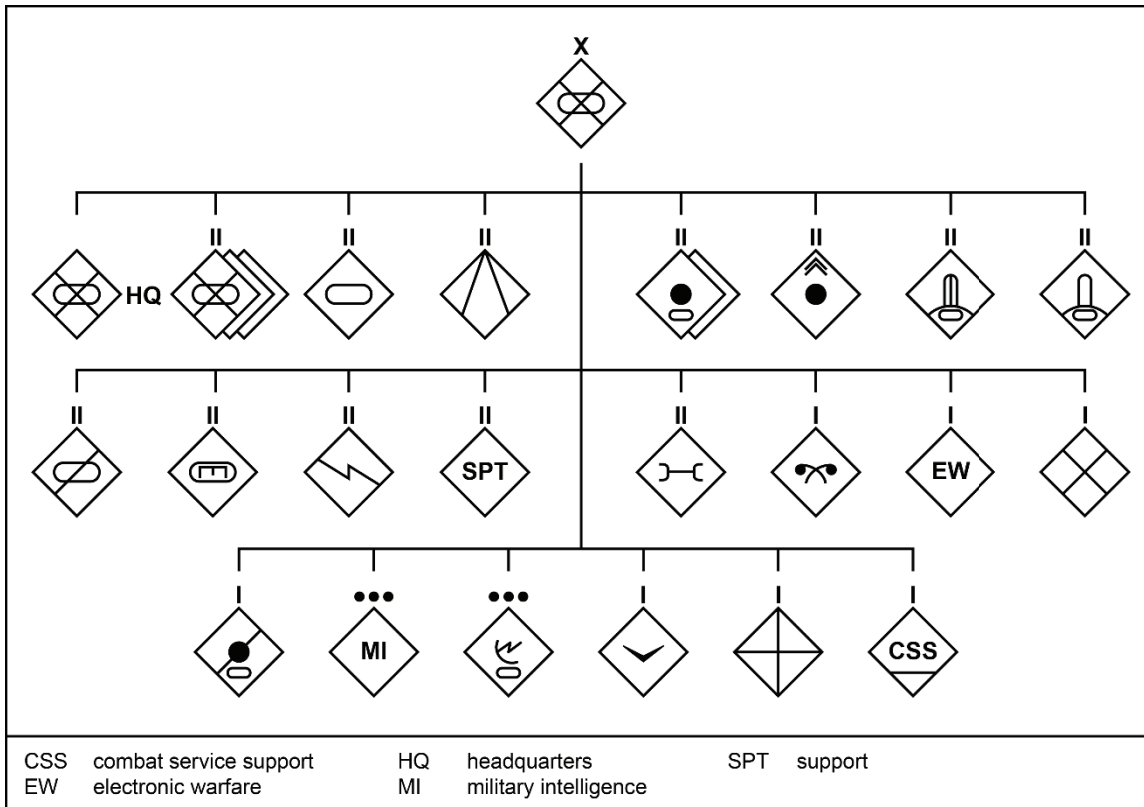 X
II II II II II II II
HQ
II II II II II I I I
SPT EW
I ••• ••• I I I
MI CSS
CSS combat service support HQ headquarters SPT support
EW electronic warfare MI military intelligence